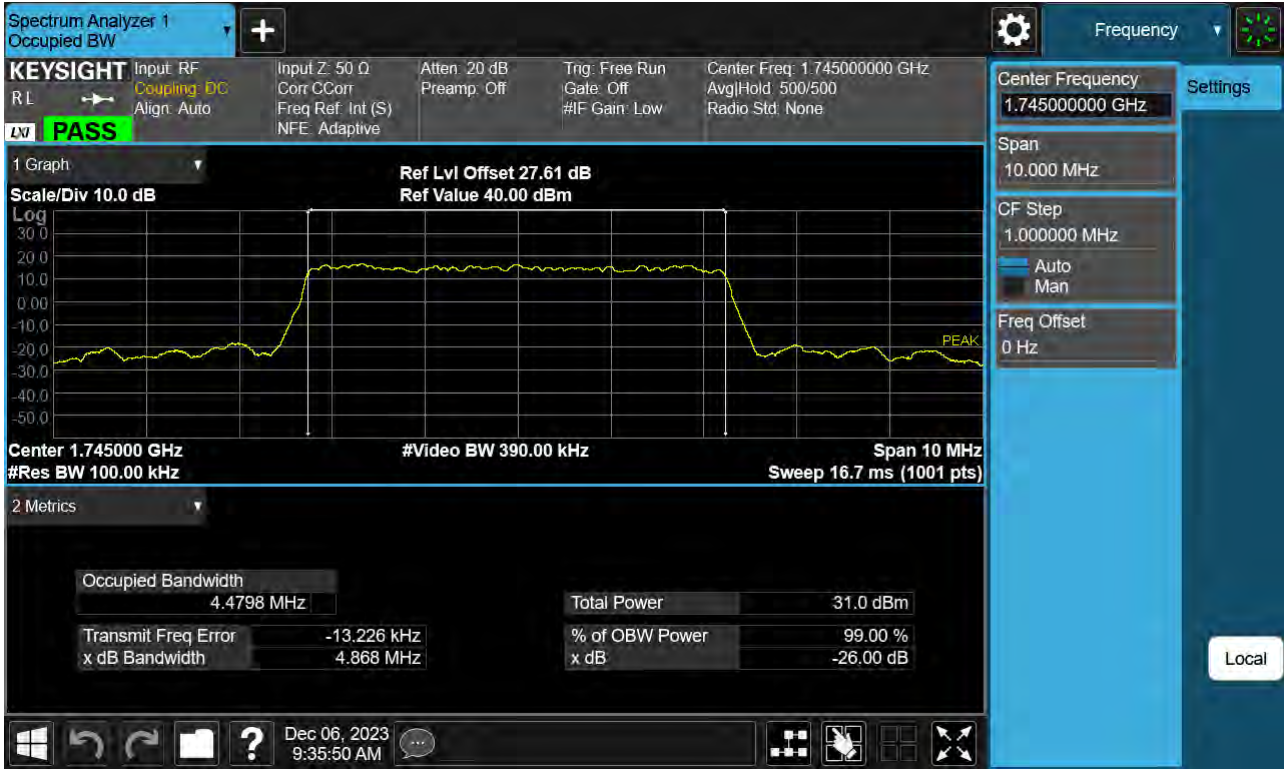 Spectrum Analyzer 1
Occupied BW
+
Frequency
KEYSIGHT
R L
LXI
PASS
Input: RF
Coupling: DC
Align: Auto
Input Z: 50 Ω
Corr CCorr
Freq Ref: Int (S)
NFE: Adaptive
Atten: 20 dB
Preamp: Off
Trig: Free Run
Gate: Off
#IF Gain: Low
Center Freq: 1.745000000 GHz
Avg|Hold: 500/500
Radio Std: None
1 Graph
Scale/Div 10.0 dB
Ref Lvl Offset 27.61 dB
Ref Value 40.00 dBm
Log
30.0
20.0
10.0
0.00
-10.0
-20.0
-30.0
-40.0
-50.0
PEAK
Center 1.745000 GHz
#Video BW 390.00 kHz
Span 10 MHz
#Res BW 100.00 kHz
Sweep 16.7 ms (1001 pts)
2 Metrics
Occupied Bandwidth
4.4798 MHz
Total Power 31.0 dBm
Transmit Freq Error -13.226 kHz
% of OBW Power 99.00 %
x dB Bandwidth 4.868 MHz
x dB -26.00 dB
Center Frequency
1.745000000 GHz
Settings
Span
10.000 MHz
CF Step
1.000000 MHz
Auto
Man
Freq Offset
0 Hz
Local
?
Dec 06, 2023
9:35:50 AM